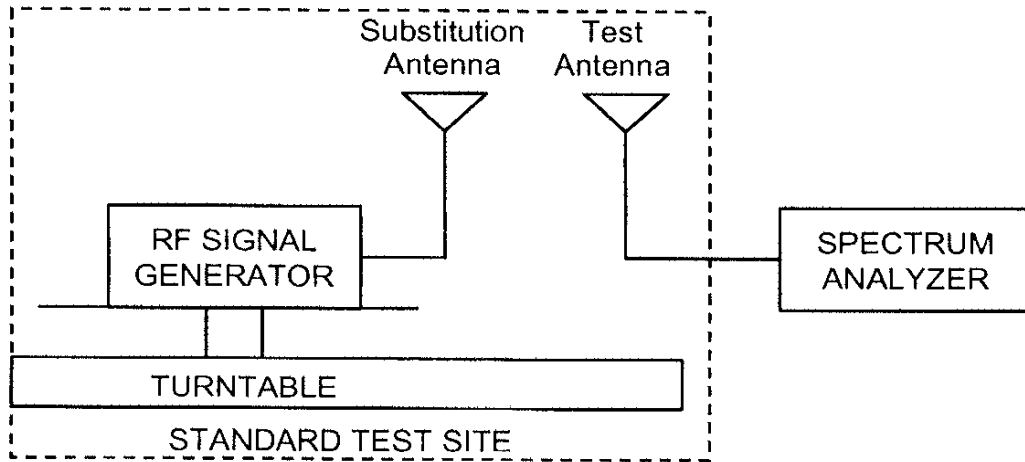 Substitution
Antenna
Test
Antenna
RF SIGNAL
GENERATOR
SPECTRUM
ANALYZER
TURNTABLE
STANDARD TEST SITE